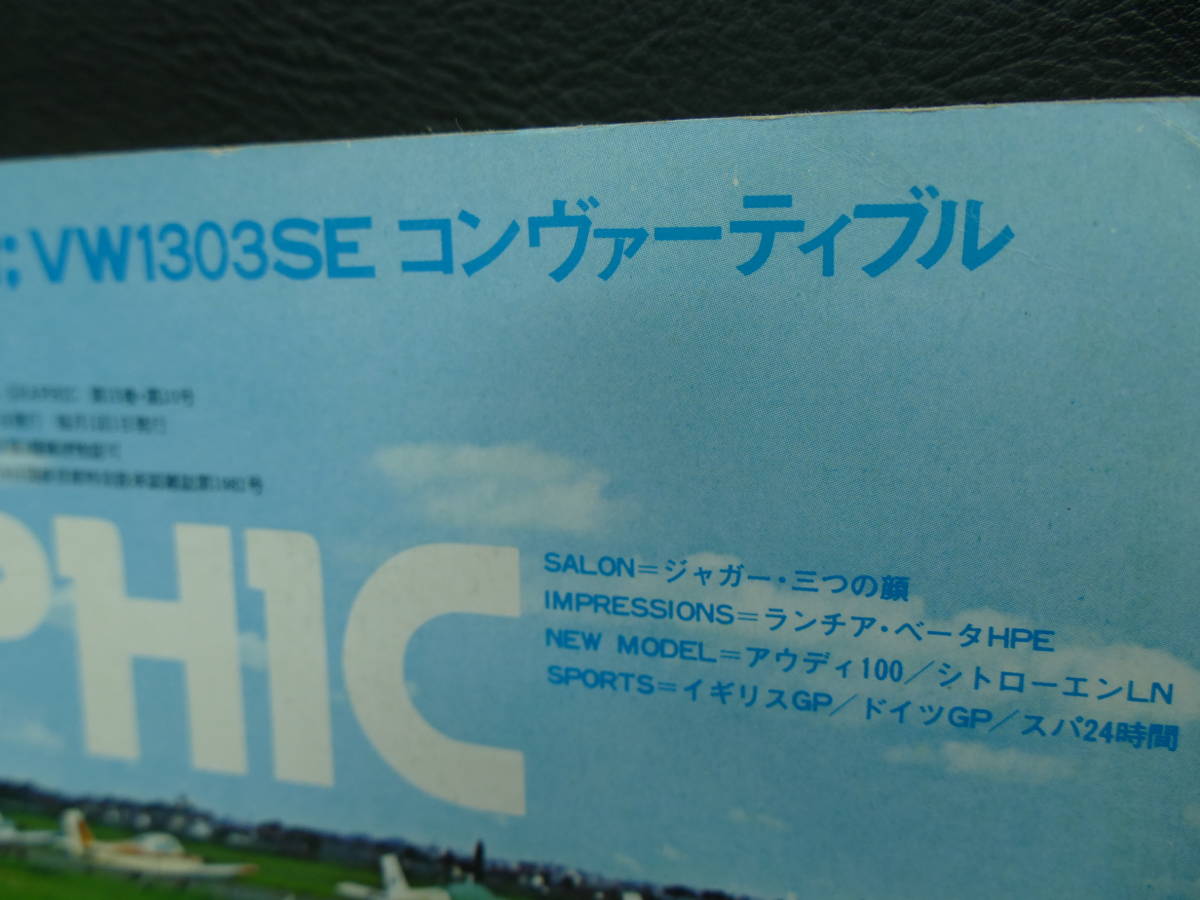 ; VW1303SE コンヴァーティブル
PHIC
SALON=ジャガー・三つの顔
IMPRESSIONS=ランチア・ベータHPE
NEW MODEL=アウディ100/シトローエンLN
SPORTS=イギリスGP/ドイツGP/スパ24時間